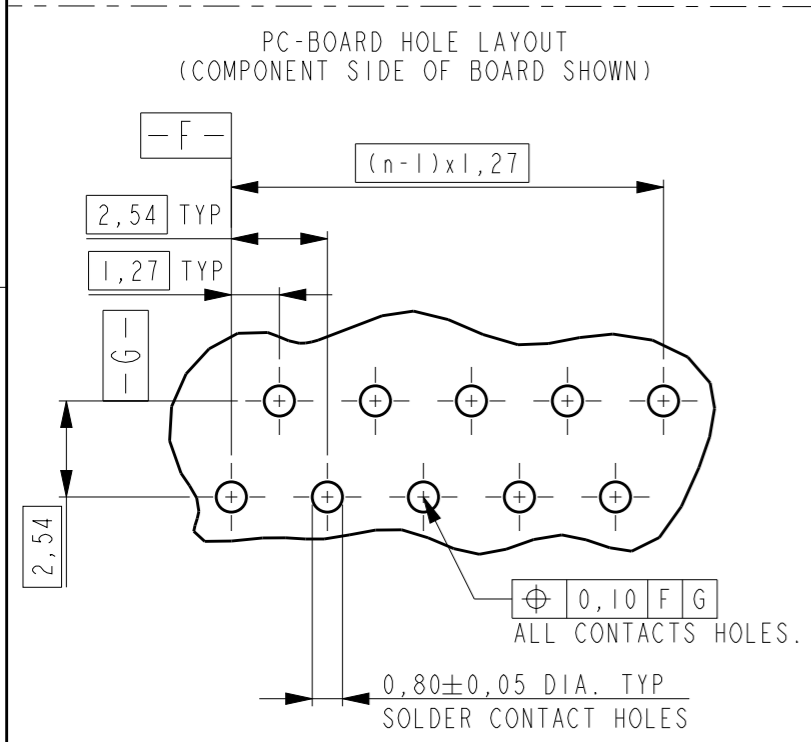 PC-BOARD HOLE LAYOUT
(COMPONENT SIDE OF BOARD SHOWN)
-F-
(n-1)x1,27
2,54 TYP
1,27 TYP
-G-
2,54
⌖ 0,10 F G
ALL CONTACTS HOLES.
0,80±0,05 DIA. TYP
SOLDER CONTACT HOLES